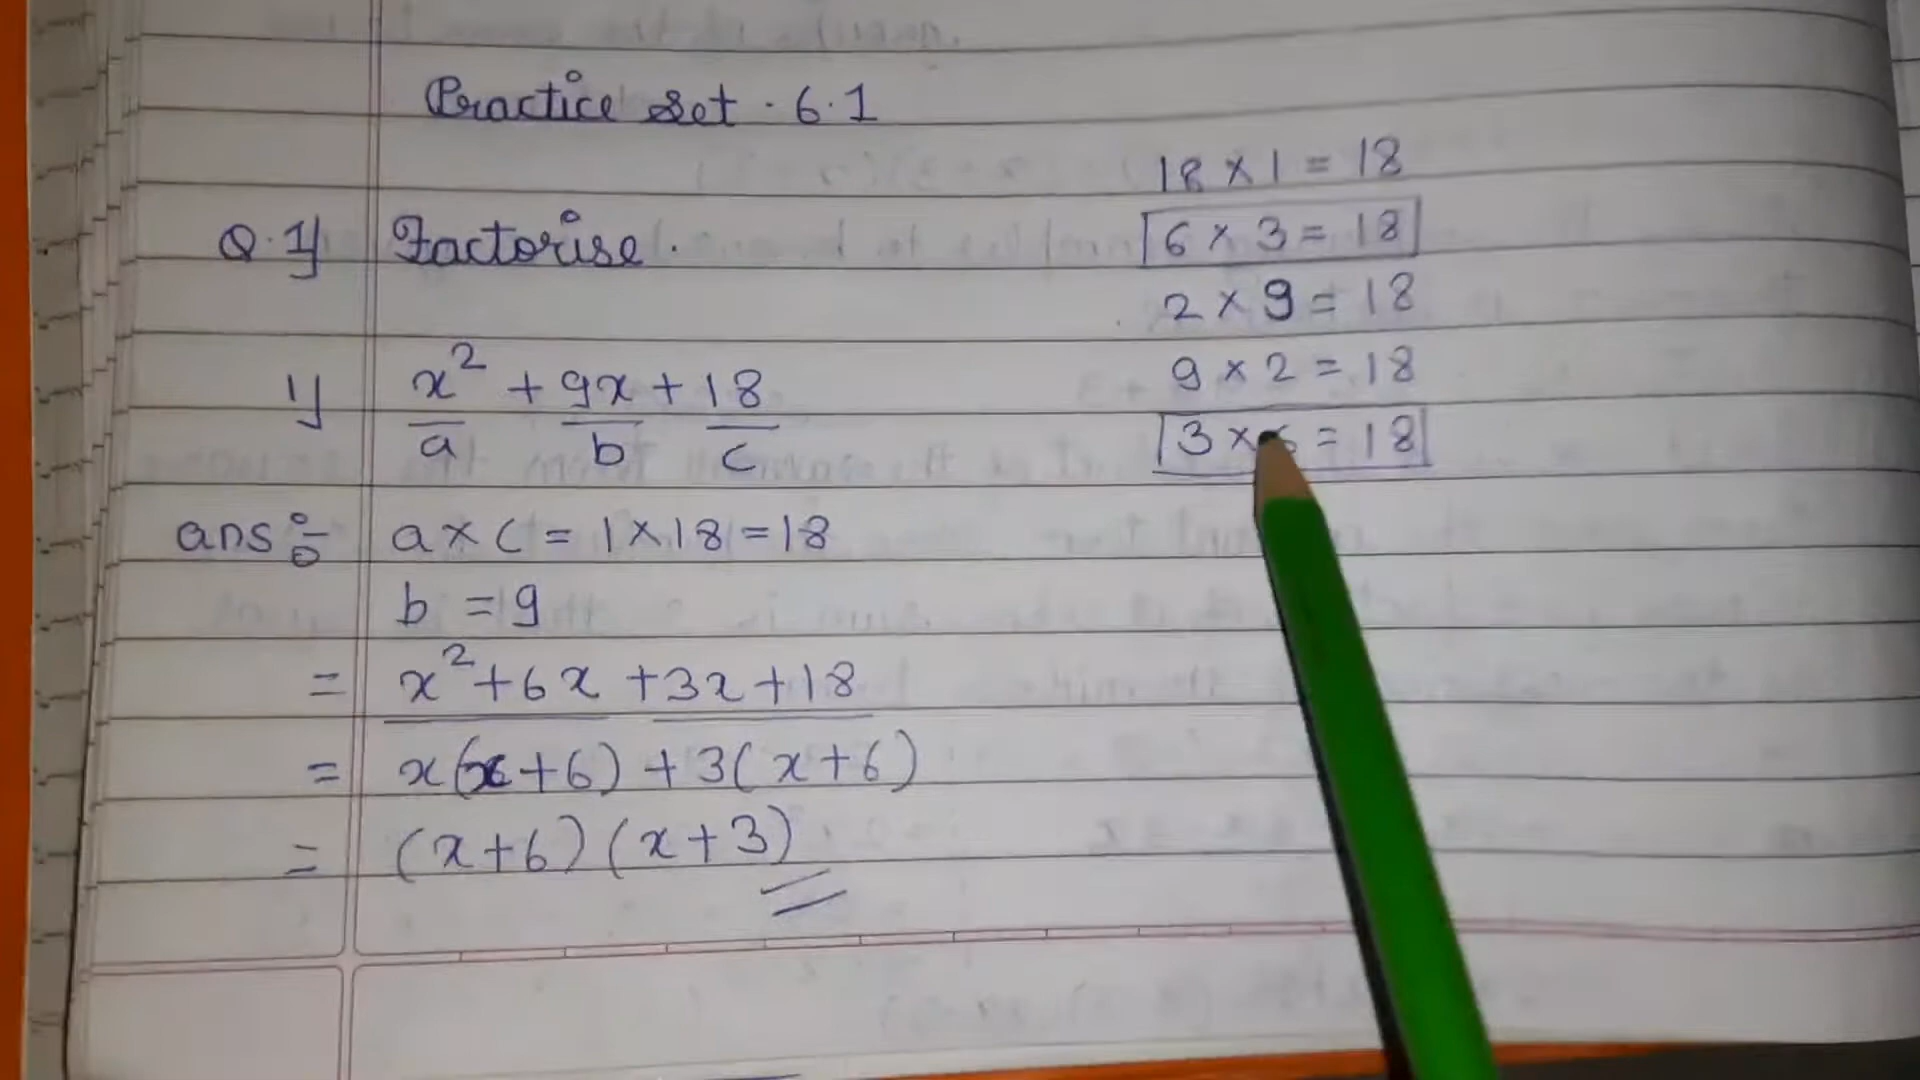 Practice Set . 6.1
Q.1) Factorise.
1) x² + 9x + 18
a b c
ans:- a × c = 1 × 18 = 18
b = 9
= x² + 6x + 3x + 18
= x(x + 6) + 3(x + 6)
= (x + 6) (x + 3)
18 × 1 = 18
6 × 3 = 18
2 × 9 = 18
9 × 2 = 18
3 × 6 = 18